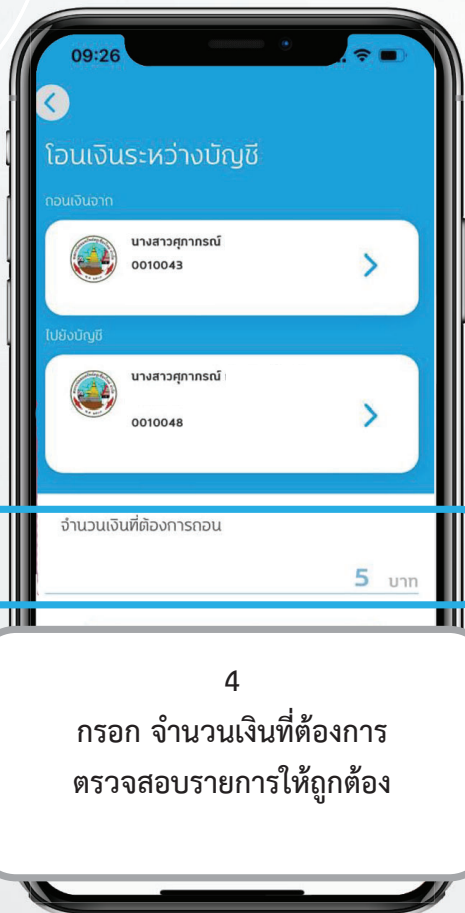 09:26
โอนเงินระหว่างบัญชี
ถอนเงินจาก
นางสาวศุภากรณ์
0010043
ไปยังบัญชี
นางสาวศุภากรณ์
0010048
จำนวนเงินที่ต้องการถอน
5 บาท
4
กรอก จำนวนเงินที่ต้องการ
ตรวจสอบรายการให้ถูกต้อง